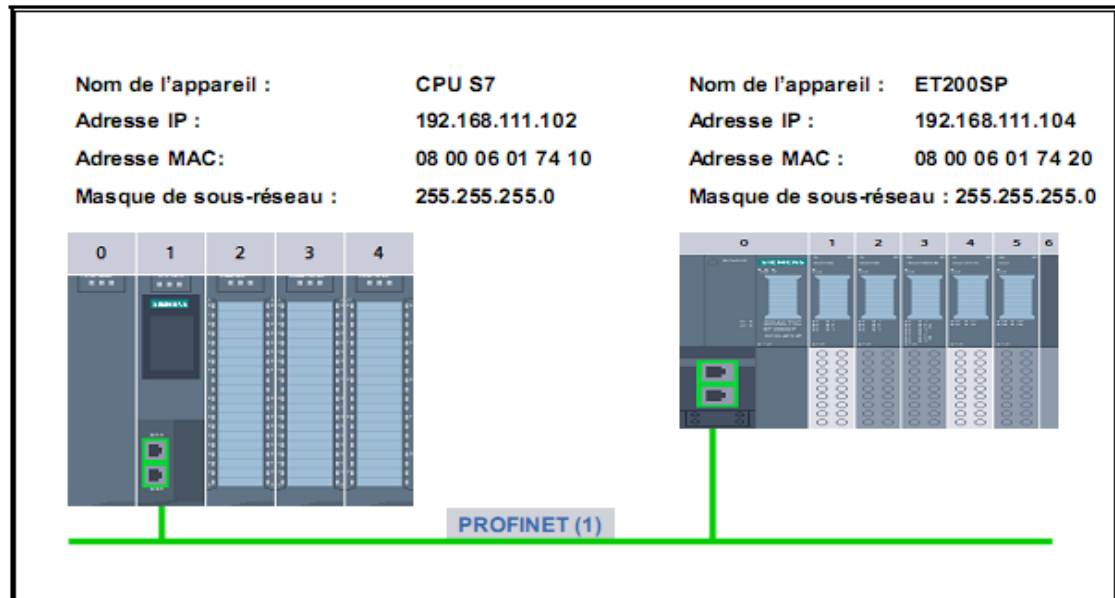 Nom de l'appareil : CPU S7
Adresse IP : 192.168.111.102
Adresse MAC: 08 00 06 01 74 10
Masque de sous-réseau : 255.255.255.0
Nom de l'appareil : ET200SP
Adresse IP : 192.168.111.104
Adresse MAC : 08 00 06 01 74 20
Masque de sous-réseau : 255.255.255.0
0 1 2 3 4
SIEMENS
0 1 2 3 4 5 6
SIEMENS
PROFINET (1)